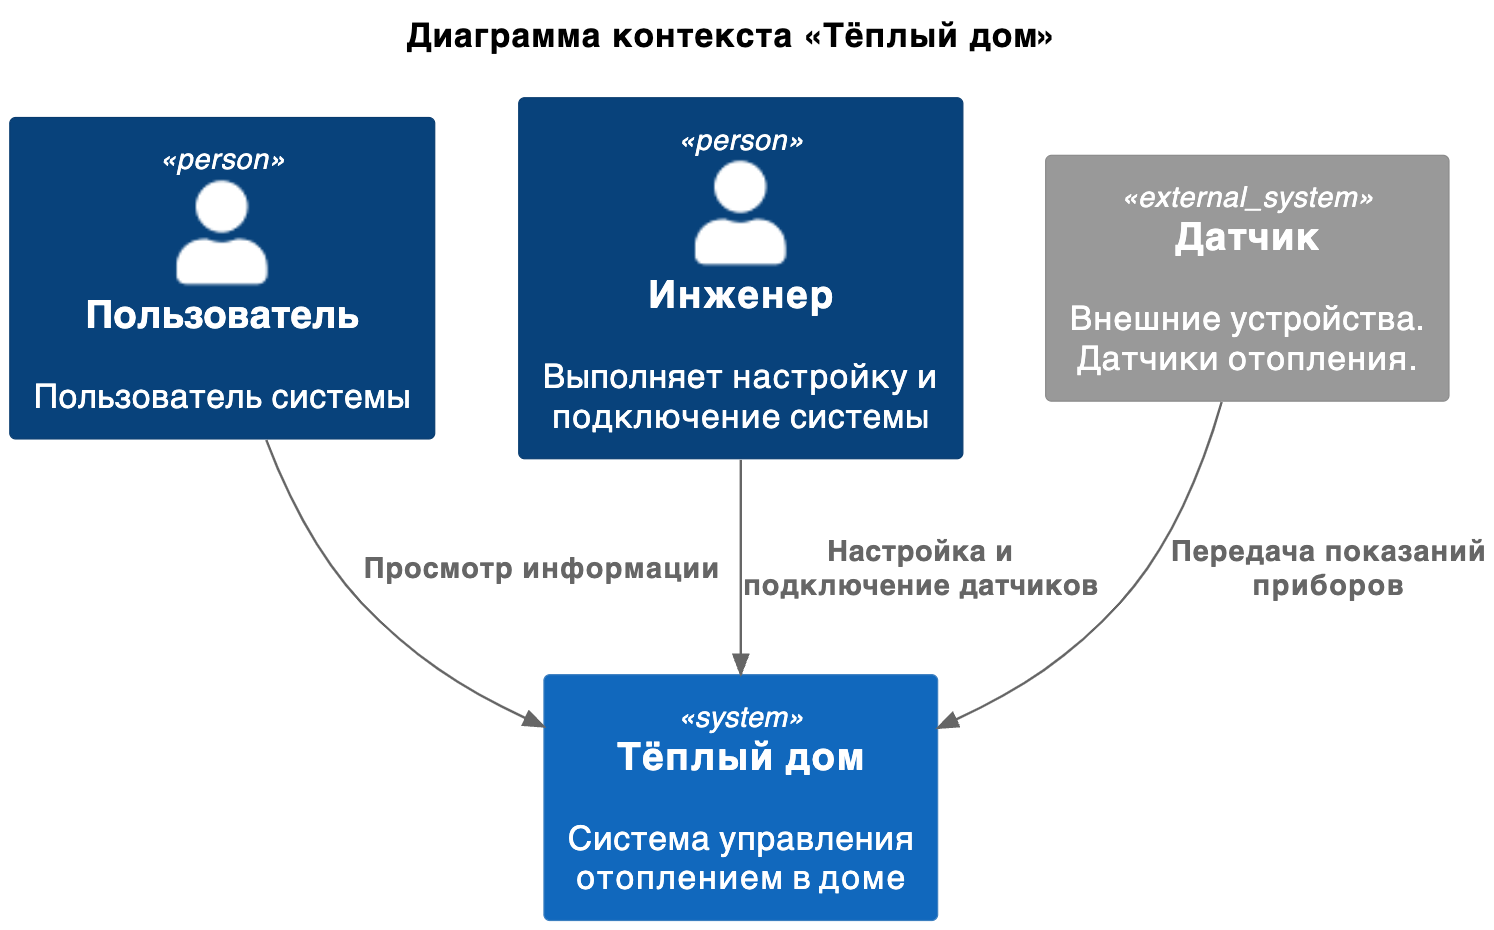 Диаграмма контекста «Тёплый дом»
«person»
Пользователь
Пользователь системы
«person»
Инженер
Выполняет настройку и
подключение системы
«external_system»
Датчик
Внешние устройства.
Датчики отопления.
Просмотр информации
Настройка и
подключение датчиков
Передача показаний
приборов
«system»
Тёплый дом
Система управления
отоплением в доме